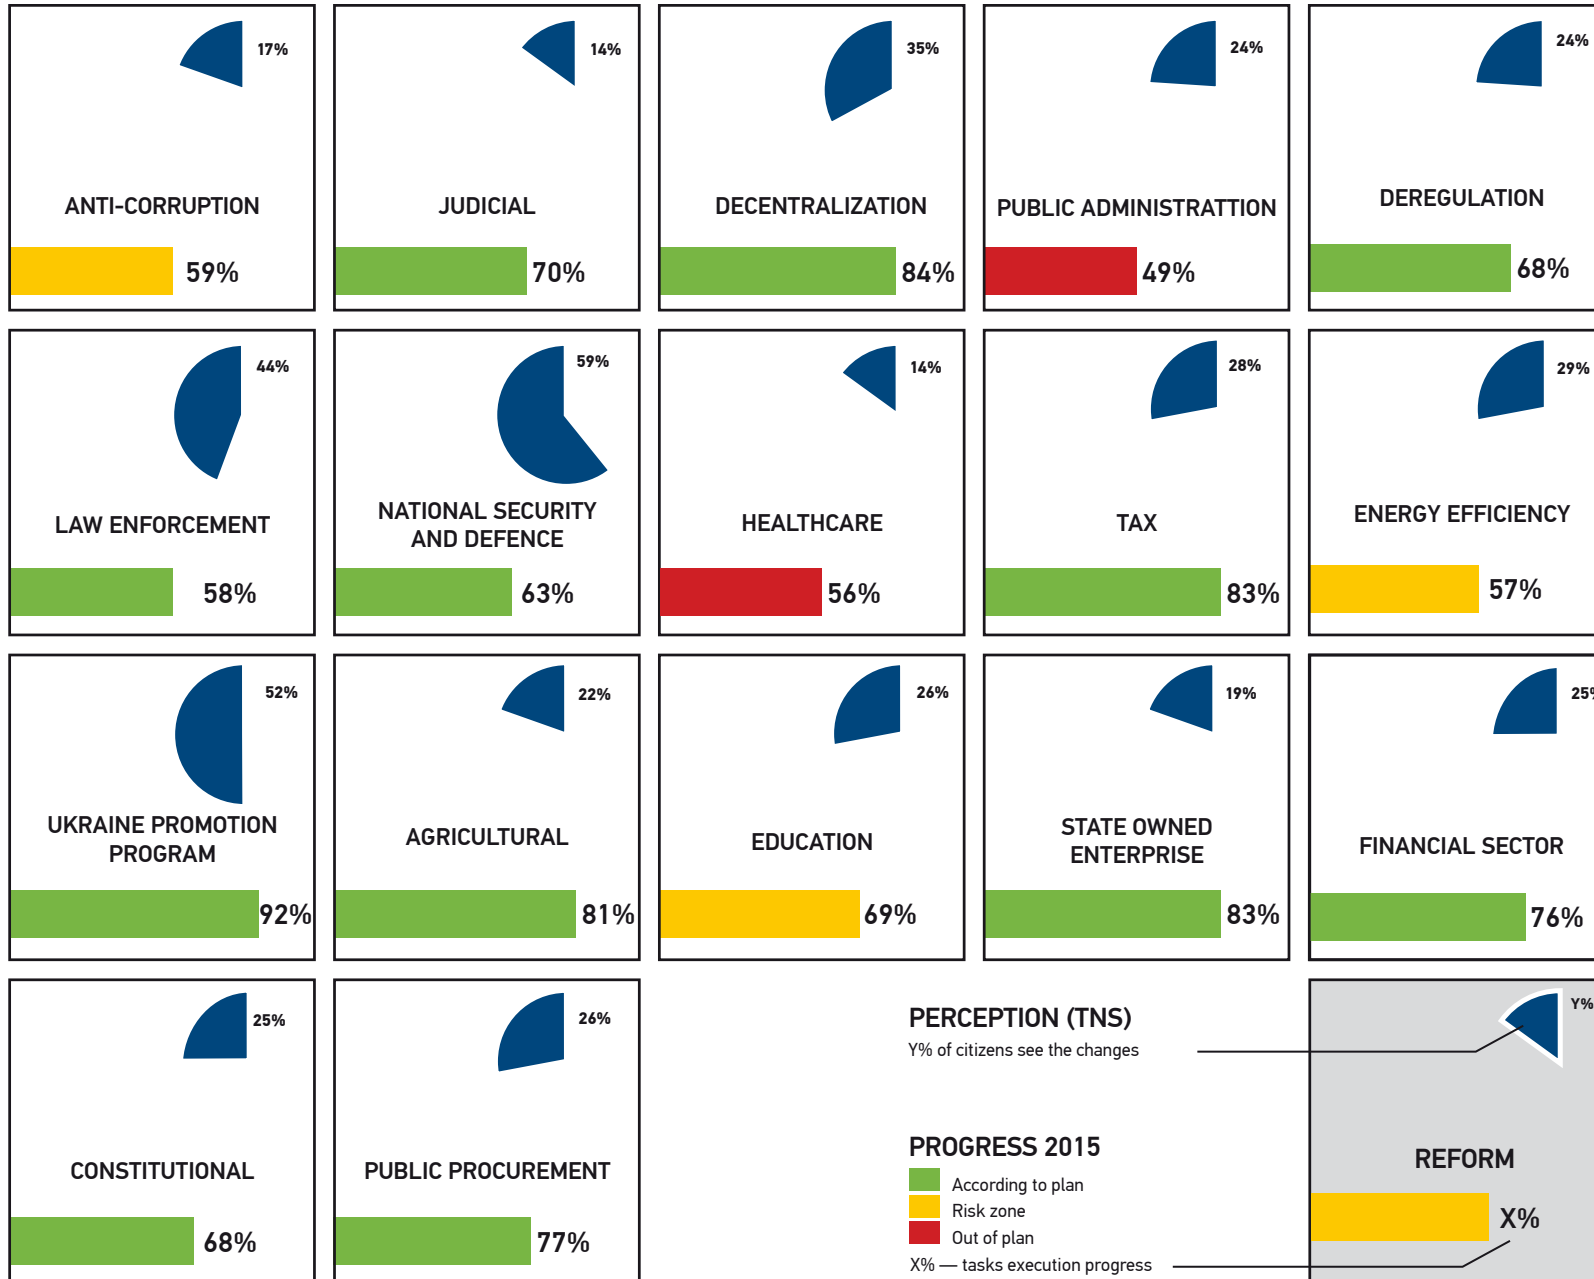 17%
ANTI-CORRUPTION
59%
14%
JUDICIAL
70%
35%
DECENTRALIZATION
84%
24%
PUBLIC ADMINISTRATTION
49%
24%
DEREGULATION
68%
44%
LAW ENFORCEMENT
58%
59%
NATIONAL SECURITY
AND DEFENCE
63%
14%
HEALTHCARE
56%
28%
TAX
83%
29%
ENERGY EFFICIENCY
57%
52%
UKRAINE PROMOTION
PROGRAM
92%
22%
AGRICULTURAL
81%
26%
EDUCATION
69%
19%
STATE OWNED
ENTERPRISE
83%
25%
FINANCIAL SECTOR
76%
25%
CONSTITUTIONAL
68%
26%
PUBLIC PROCUREMENT
77%
PERCEPTION (TNS)
Y% of citizens see the changes
PROGRESS 2015
According to plan
Risk zone
Out of plan
X% — tasks execution progress
Y%
REFORM
X%